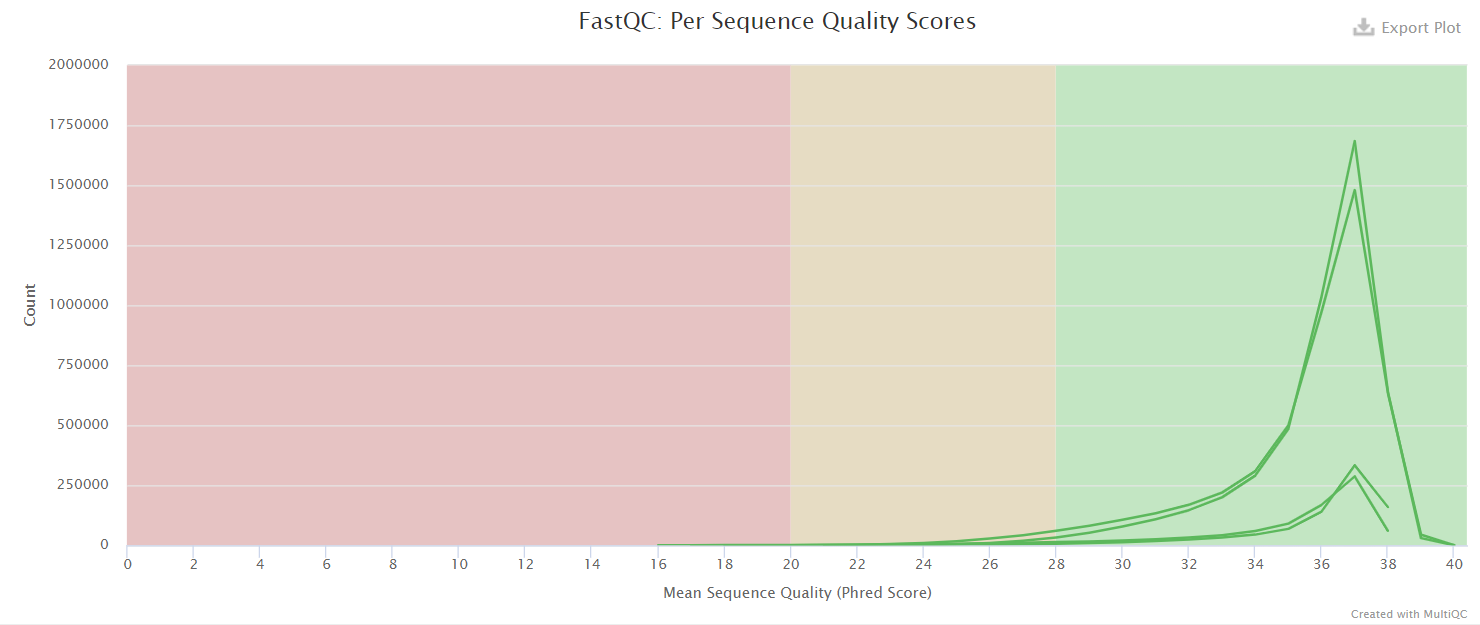 FastQC: Per Sequence Quality Scores
Export Plot
2000000
1750000
1500000
1250000
1000000
750000
500000
250000
0
Count
0 2 4 6 8 10 12 14 16 18 20 22 24 26 28 30 32 34 36 38 40
Mean Sequence Quality (Phred Score)
Created with MultiQC